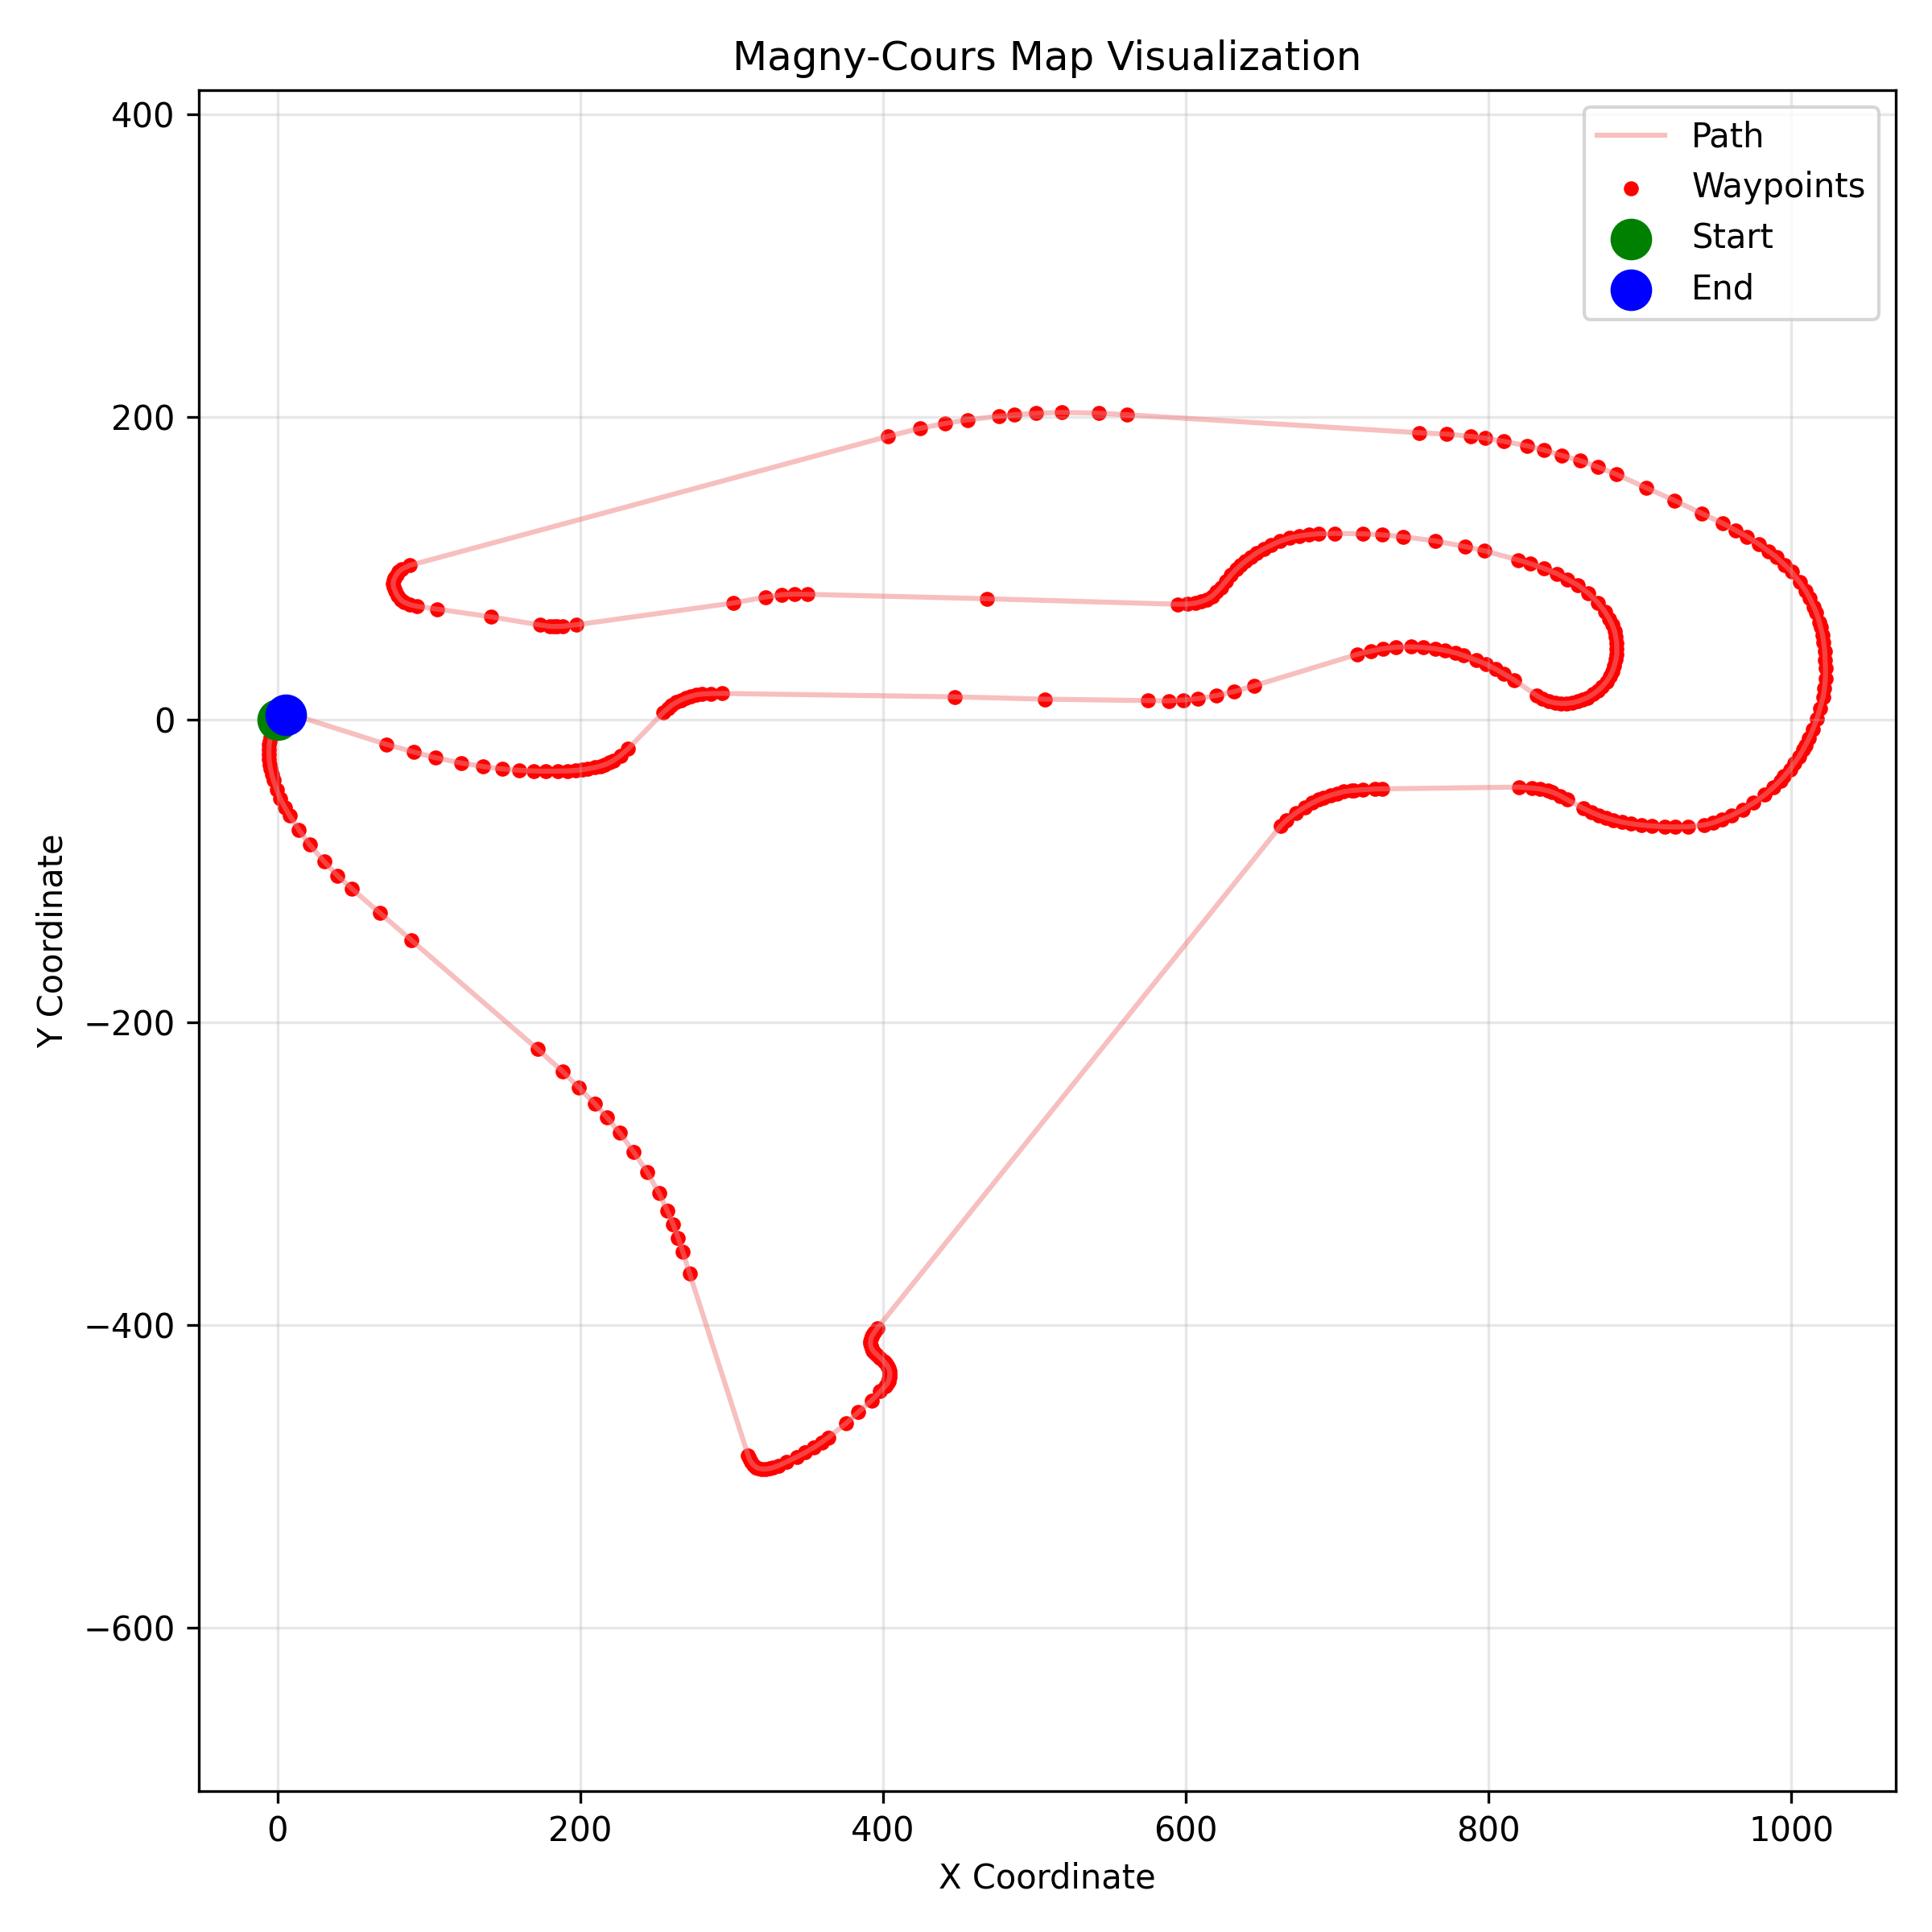 Magny-Cours Map Visualization
Path
Waypoints
Start
End
400
200
0
−200
−400
−600
Y Coordinate
0 200 400 600 800 1000
X Coordinate